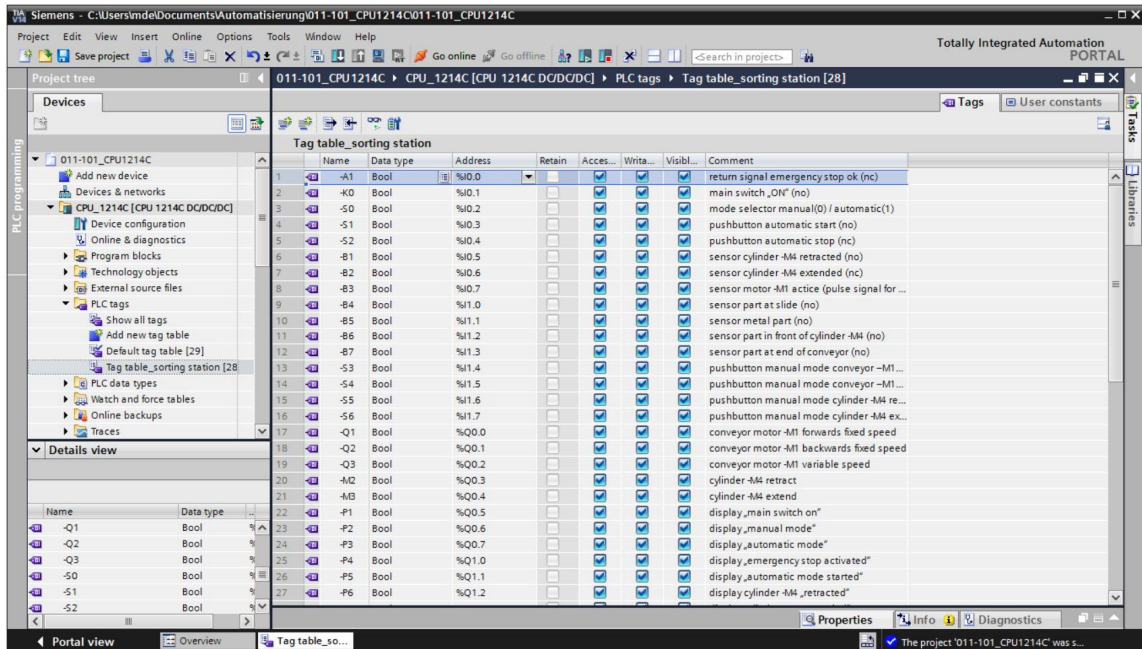 Siemens - C:\Users\mde\Documents\Automatisierung\011-101_CPU1214C\011-101_CPU1214C
Project Edit View Insert Online Options Tools Window Help
Totally Integrated Automation
PORTAL
Save project Go online Go offline <Search in project>
Project tree
011-101_CPU1214C ▸ CPU_1214C [CPU 1214C DC/DC/DC] ▸ PLC tags ▸ Tag table_sorting station [28]
Devices
Tags User constants
PLC programming
Tasks
Libraries
011-101_CPU1214C
Add new device
Devices & networks
CPU_1214C [CPU 1214C DC/DC/DC]
Device configuration
Online & diagnostics
Program blocks
Technology objects
External source files
PLC tags
Show all tags
Add new tag table
Default tag table [29]
Tag table_sorting station [28
PLC data types
Watch and force tables
Online backups
Traces
Details view
Name Data type ..
-Q1 Bool
-Q2 Bool
-Q3 Bool
-S0 Bool
-S1 Bool
-S2 Bool
Tag table_sorting station
Name Data type Address Retain Acces... Writa... Visibl... Comment
1 -A1 Bool %I0.0 return signal emergency stop ok (nc)
2 -K0 Bool %I0.1 main switch „ON“ (no)
3 -S0 Bool %I0.2 mode selector manual(0) / automatic(1)
4 -S1 Bool %I0.3 pushbutton automatic start (no)
5 -S2 Bool %I0.4 pushbutton automatic stop (nc)
6 -B1 Bool %I0.5 sensor cylinder -M4 retracted (no)
7 -B2 Bool %I0.6 sensor cylinder -M4 extended (nc)
8 -B3 Bool %I0.7 sensor motor -M1 actice (pulse signal for ...
9 -B4 Bool %I1.0 sensor part at slide (no)
10 -B5 Bool %I1.1 sensor metal part (no)
11 -B6 Bool %I1.2 sensor part in front of cylinder -M4 (no)
12 -B7 Bool %I1.3 sensor part at end of conveyor (no)
13 -S3 Bool %I1.4 pushbutton manual mode conveyor –M1...
14 -S4 Bool %I1.5 pushbutton manual mode conveyor –M1...
15 -S5 Bool %I1.6 pushbutton manual mode cylinder -M4 re...
16 -S6 Bool %I1.7 pushbutton manual mode cylinder -M4 ex...
17 -Q1 Bool %Q0.0 conveyor motor -M1 forwards fixed speed
18 -Q2 Bool %Q0.1 conveyor motor -M1 backwards fixed speed
19 -Q3 Bool %Q0.2 conveyor motor -M1 variable speed
20 -M2 Bool %Q0.3 cylinder -M4 retract
21 -M3 Bool %Q0.4 cylinder -M4 extend
22 -P1 Bool %Q0.5 display „main switch on“
23 -P2 Bool %Q0.6 display „manual mode“
24 -P3 Bool %Q0.7 display „automatic mode“
25 -P4 Bool %Q1.0 display „emergency stop activated“
26 -P5 Bool %Q1.1 display „automatic mode started“
27 -P6 Bool %Q1.2 display cylinder -M4 „retracted“
Properties Info Diagnostics
Portal view Overview Tag table_so... The project '011-101_CPU1214C' was s...